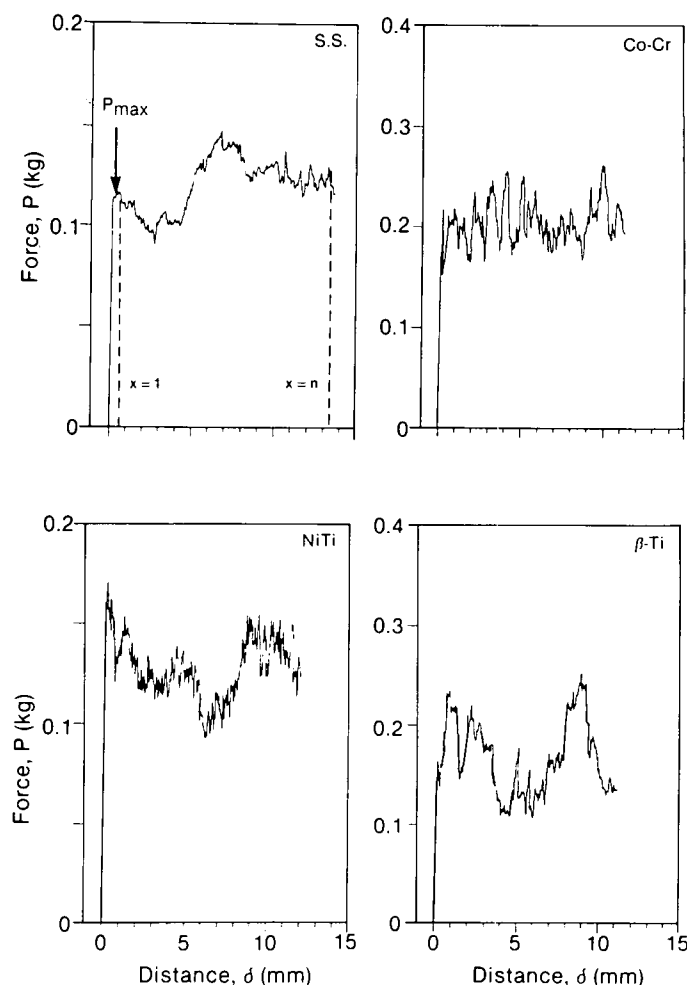 0.2
S.S.
Pmax
0.1
x = 1
x = n
0
Force, P (kg)
0.4
Co-Cr
0.3
0.2
0.1
0
0.2
NiTi
0.1
0
Force, P (kg)
0 5 10 15
Distance, δ (mm)
0.4
β-Ti
0.3
0.2
0.1
0
0 5 10 15
Distance, δ (mm)